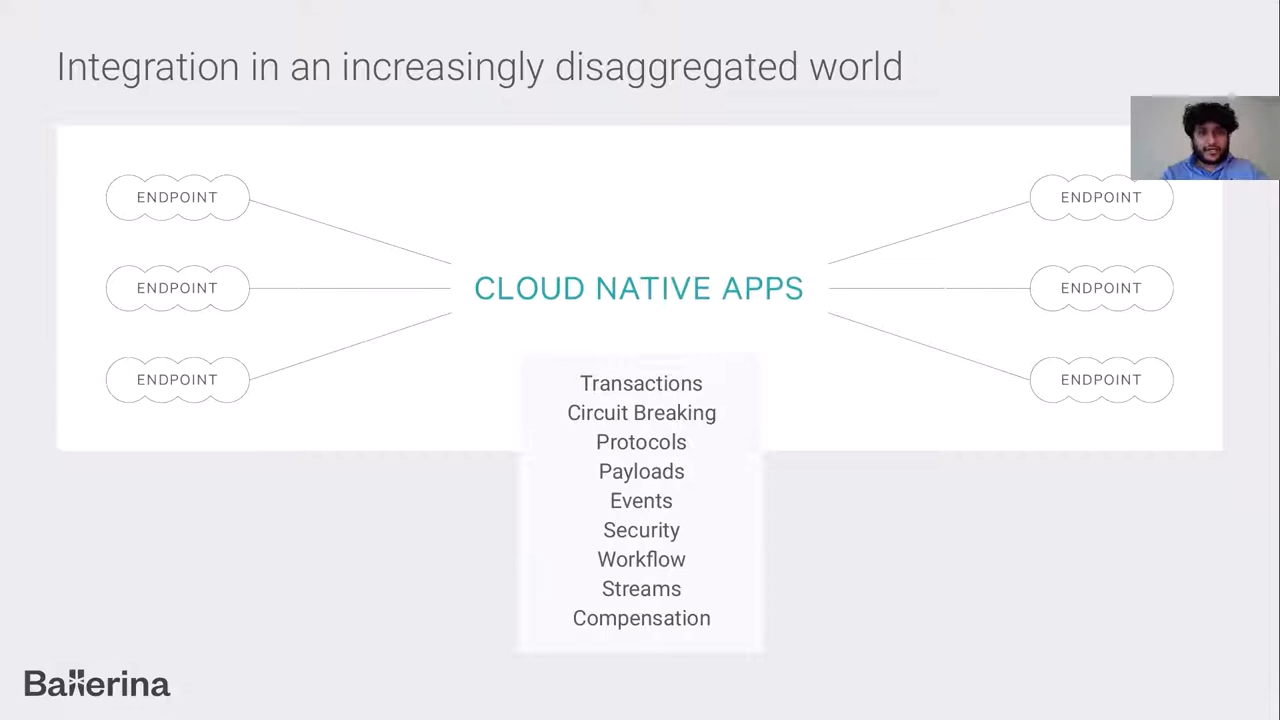 Integration in an increasingly disaggregated world
ENDPOINT
ENDPOINT
ENDPOINT
CLOUD NATIVE APPS
ENDPOINT
ENDPOINT
ENDPOINT
Transactions
Circuit Breaking
Protocols
Payloads
Events
Security
Workflow
Streams
Compensation
Ballerina